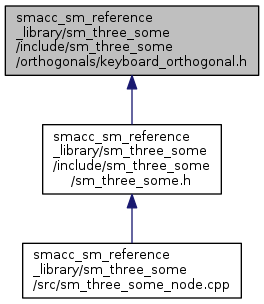 smacc_sm_reference
_library/sm_three_some
/include/sm_three_some
/orthogonals/keyboard_orthogonal.h
smacc_sm_reference
_library/sm_three_some
/include/sm_three_some
/sm_three_some.h
smacc_sm_reference
_library/sm_three_some
/src/sm_three_some_node.cpp